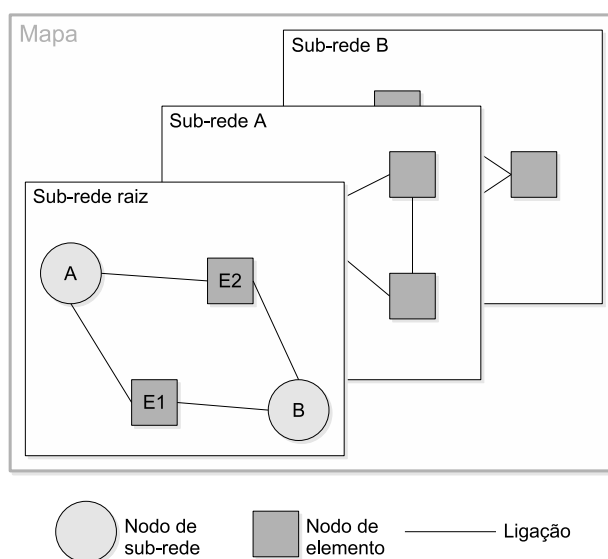 Mapa
Sub-rede B
Sub-rede A
Sub-rede raiz
A
E2
E1
B
Nodo de
sub-rede
Nodo de
elemento
Ligação